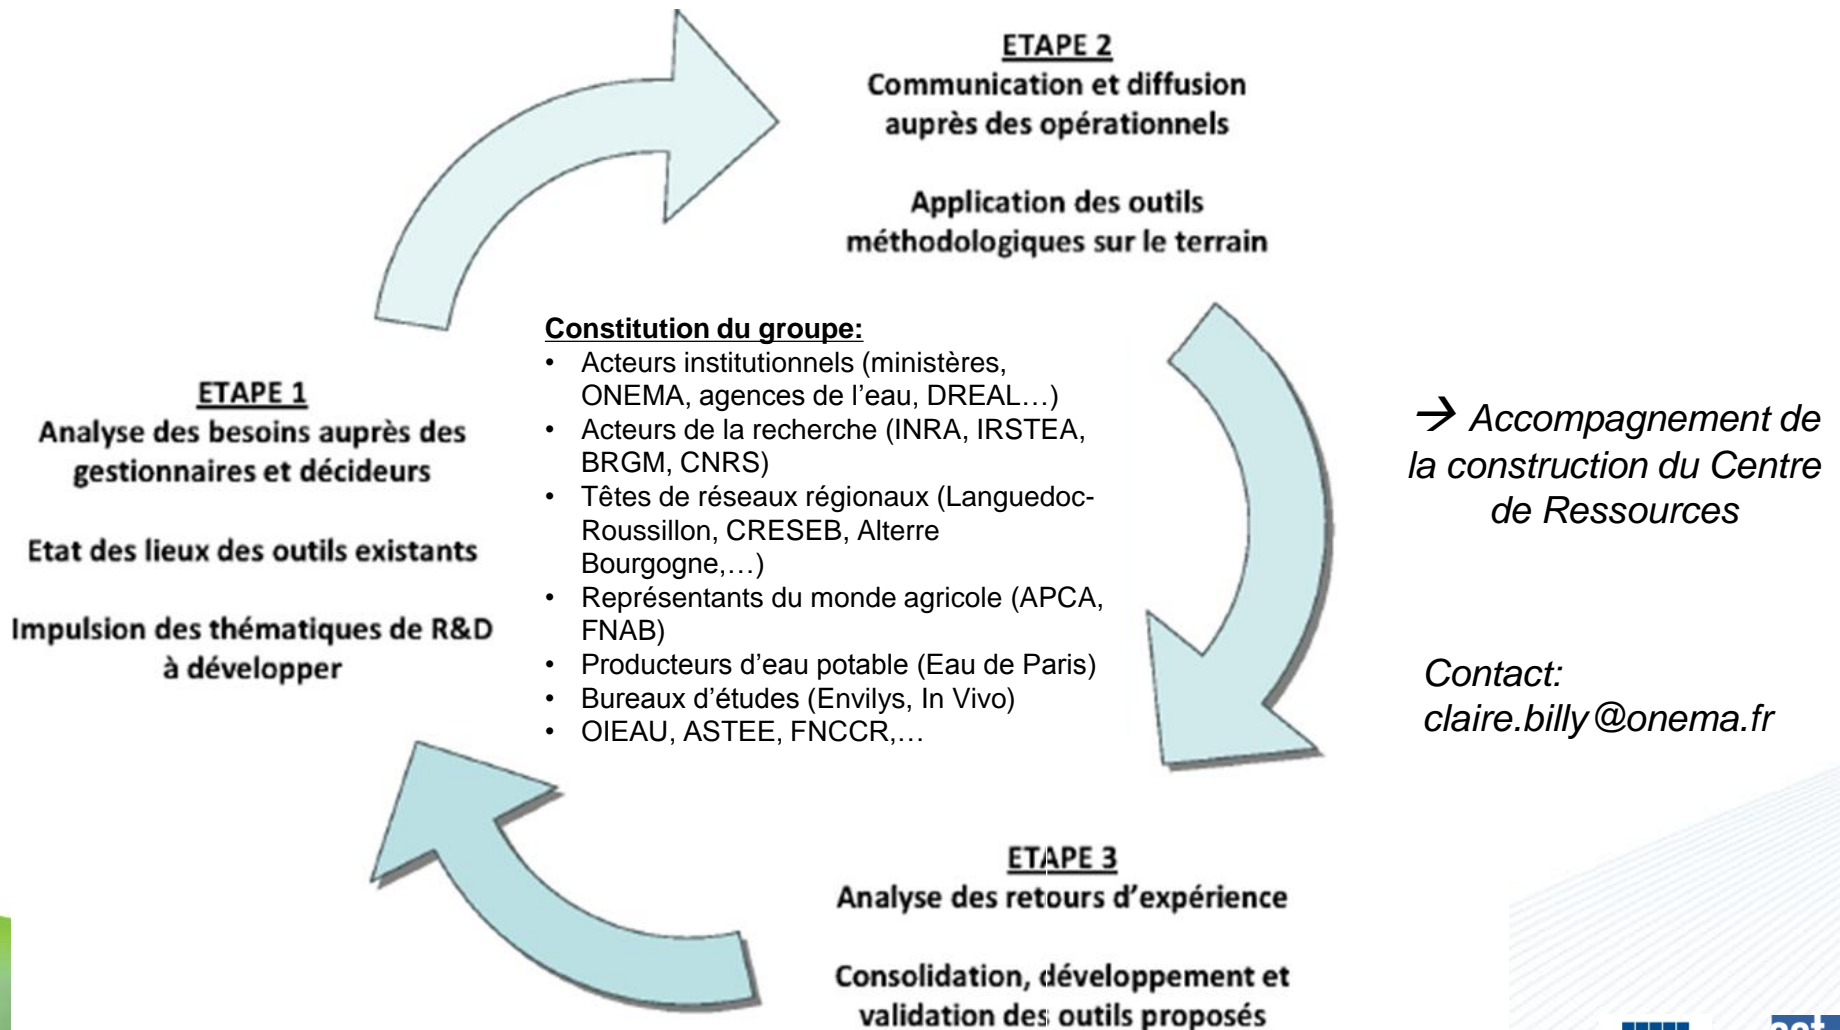 ETAPE 2
Communication et diffusion
auprès des opérationnels
Application des outils
méthodologiques sur le terrain
Constitution du groupe:
• Acteurs institutionnels (ministères,
ONEMA, agences de l'eau, DREAL…)
• Acteurs de la recherche (INRA, IRSTEA,
BRGM, CNRS)
• Têtes de réseaux régionaux (Languedoc-
Roussillon, CRESEB, Alterre
Bourgogne,…)
• Représentants du monde agricole (APCA,
FNAB)
• Producteurs d'eau potable (Eau de Paris)
• Bureaux d'études (Envilys, In Vivo)
• OIEAU, ASTEE, FNCCR,…
ETAPE 1
Analyse des besoins auprès des
gestionnaires et décideurs
Etat des lieux des outils existants
Impulsion des thématiques de R&D
à développer
→ Accompagnement de
la construction du Centre
de Ressources
Contact:
claire.billy@onema.fr
ETAPE 3
Analyse des retours d'expérience
Consolidation, développement et
validation des outils proposés